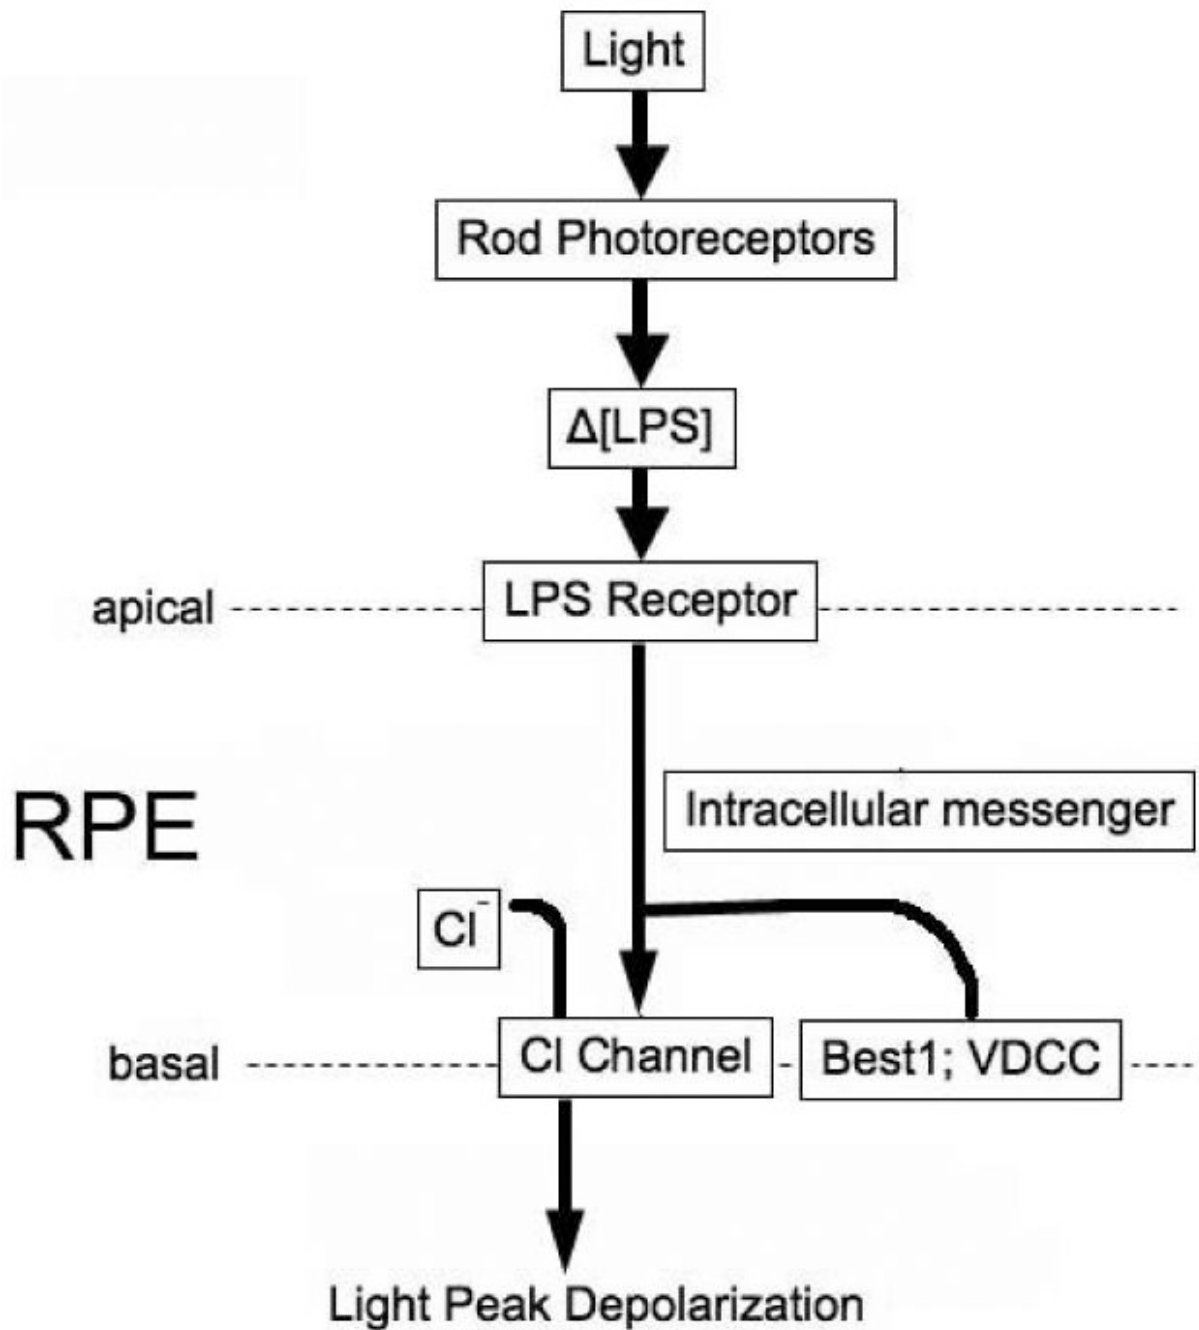 Light
Rod Photoreceptors
Δ[LPS]
apical
LPS Receptor
RPE
Intracellular messenger
Cl⁻
basal
Cl Channel
Best1; VDCC
Light Peak Depolarization